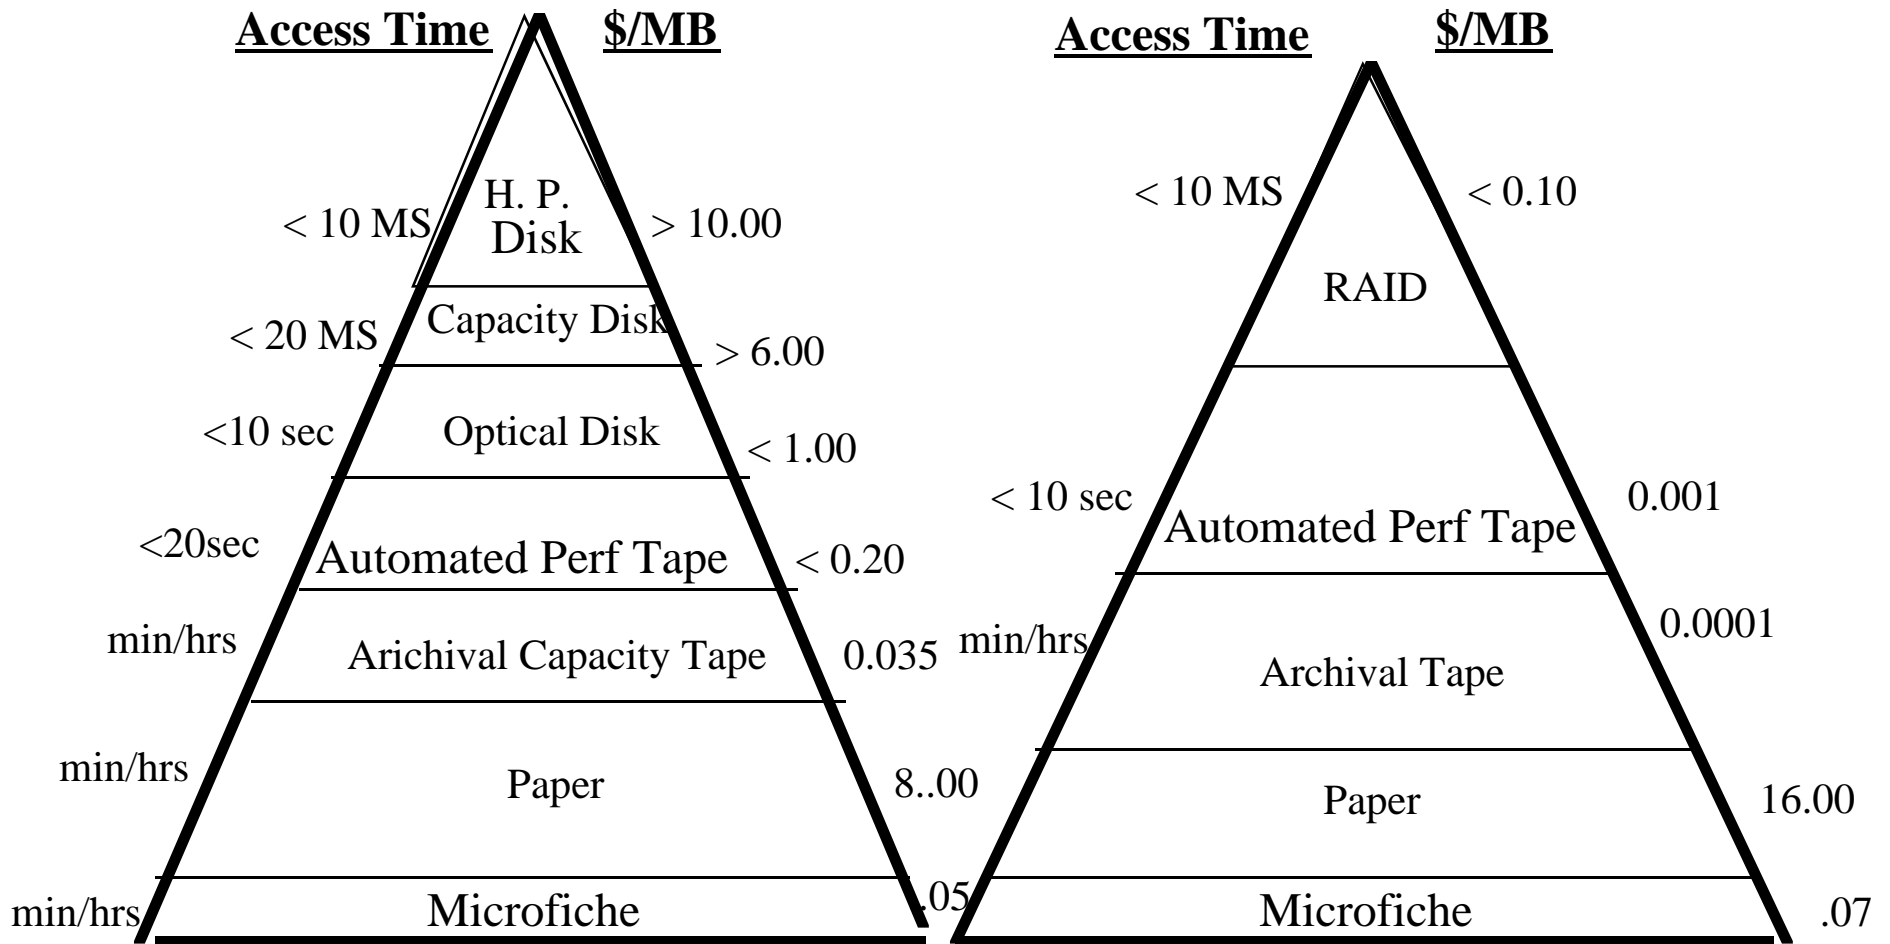 Access Time
$/MB
H. P.
Disk
< 10 MS
> 10.00
Capacity Disk
< 20 MS
> 6.00
<10 sec
Optical Disk
< 1.00
<20sec
Automated Perf Tape
< 0.20
min/hrs
Arichival Capacity Tape
0.035
min/hrs
Paper
8..00
min/hrs
Microfiche
.05
Access Time
$/MB
< 10 MS
< 0.10
RAID
< 10 sec
0.001
Automated Perf Tape
min/hrs
0.0001
Archival Tape
Paper
16.00
Microfiche
.07